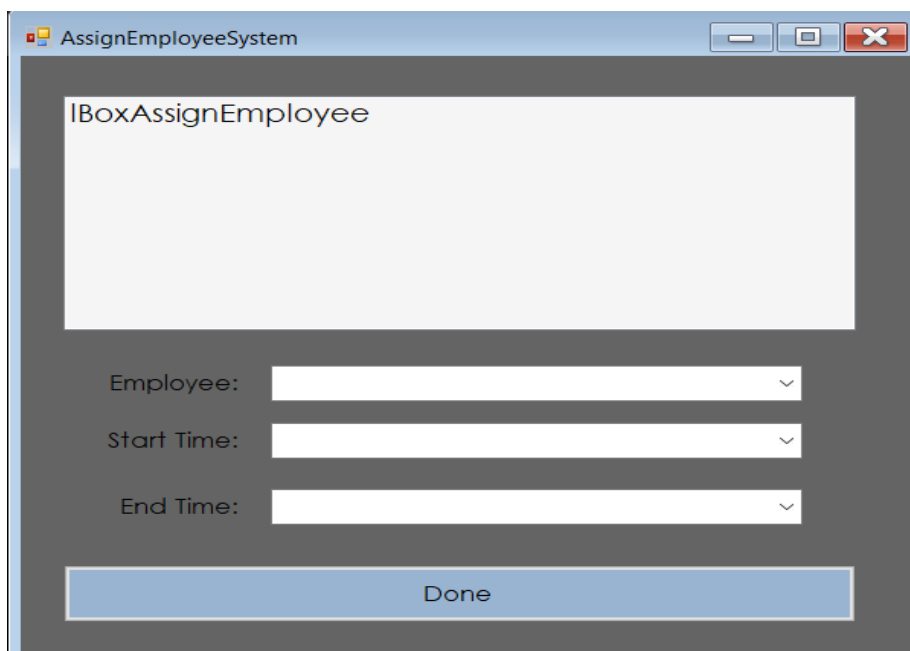 AssignEmployeeSystem
lBoxAssignEmployee
Employee:
Start Time:
End Time:
Done